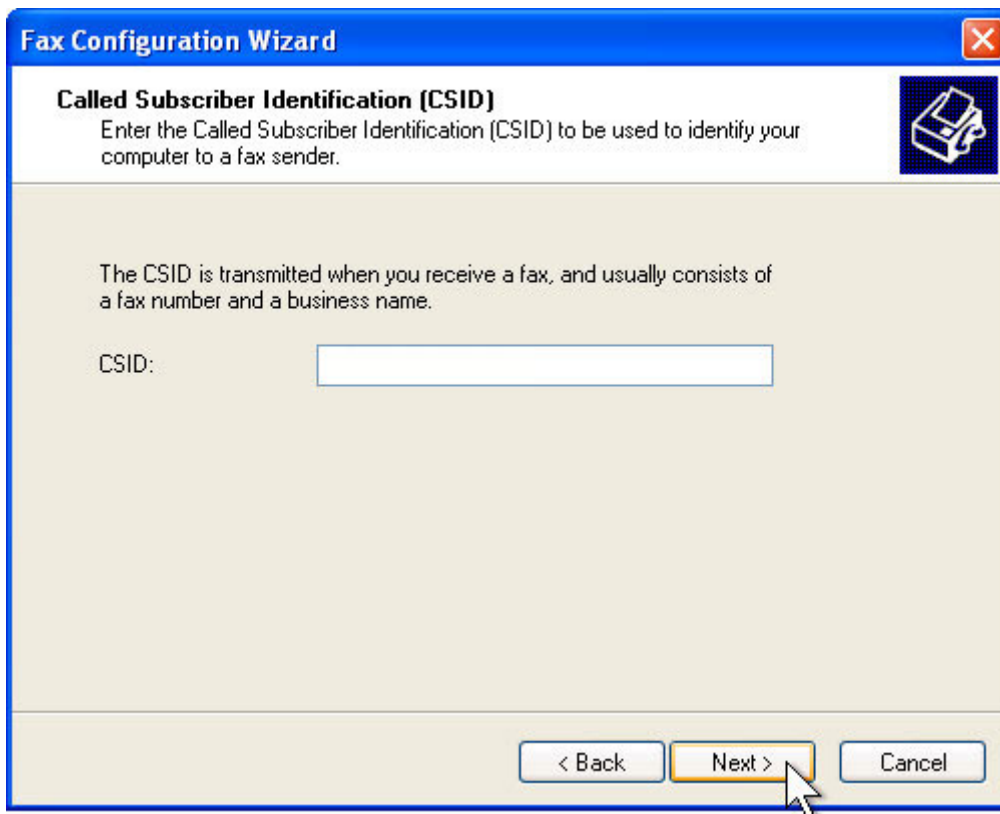 Fax Configuration Wizard
Called Subscriber Identification (CSID)
Enter the Called Subscriber Identification (CSID) to be used to identify your
computer to a fax sender.
The CSID is transmitted when you receive a fax, and usually consists of
a fax number and a business name.
CSID:
< Back Next > Cancel